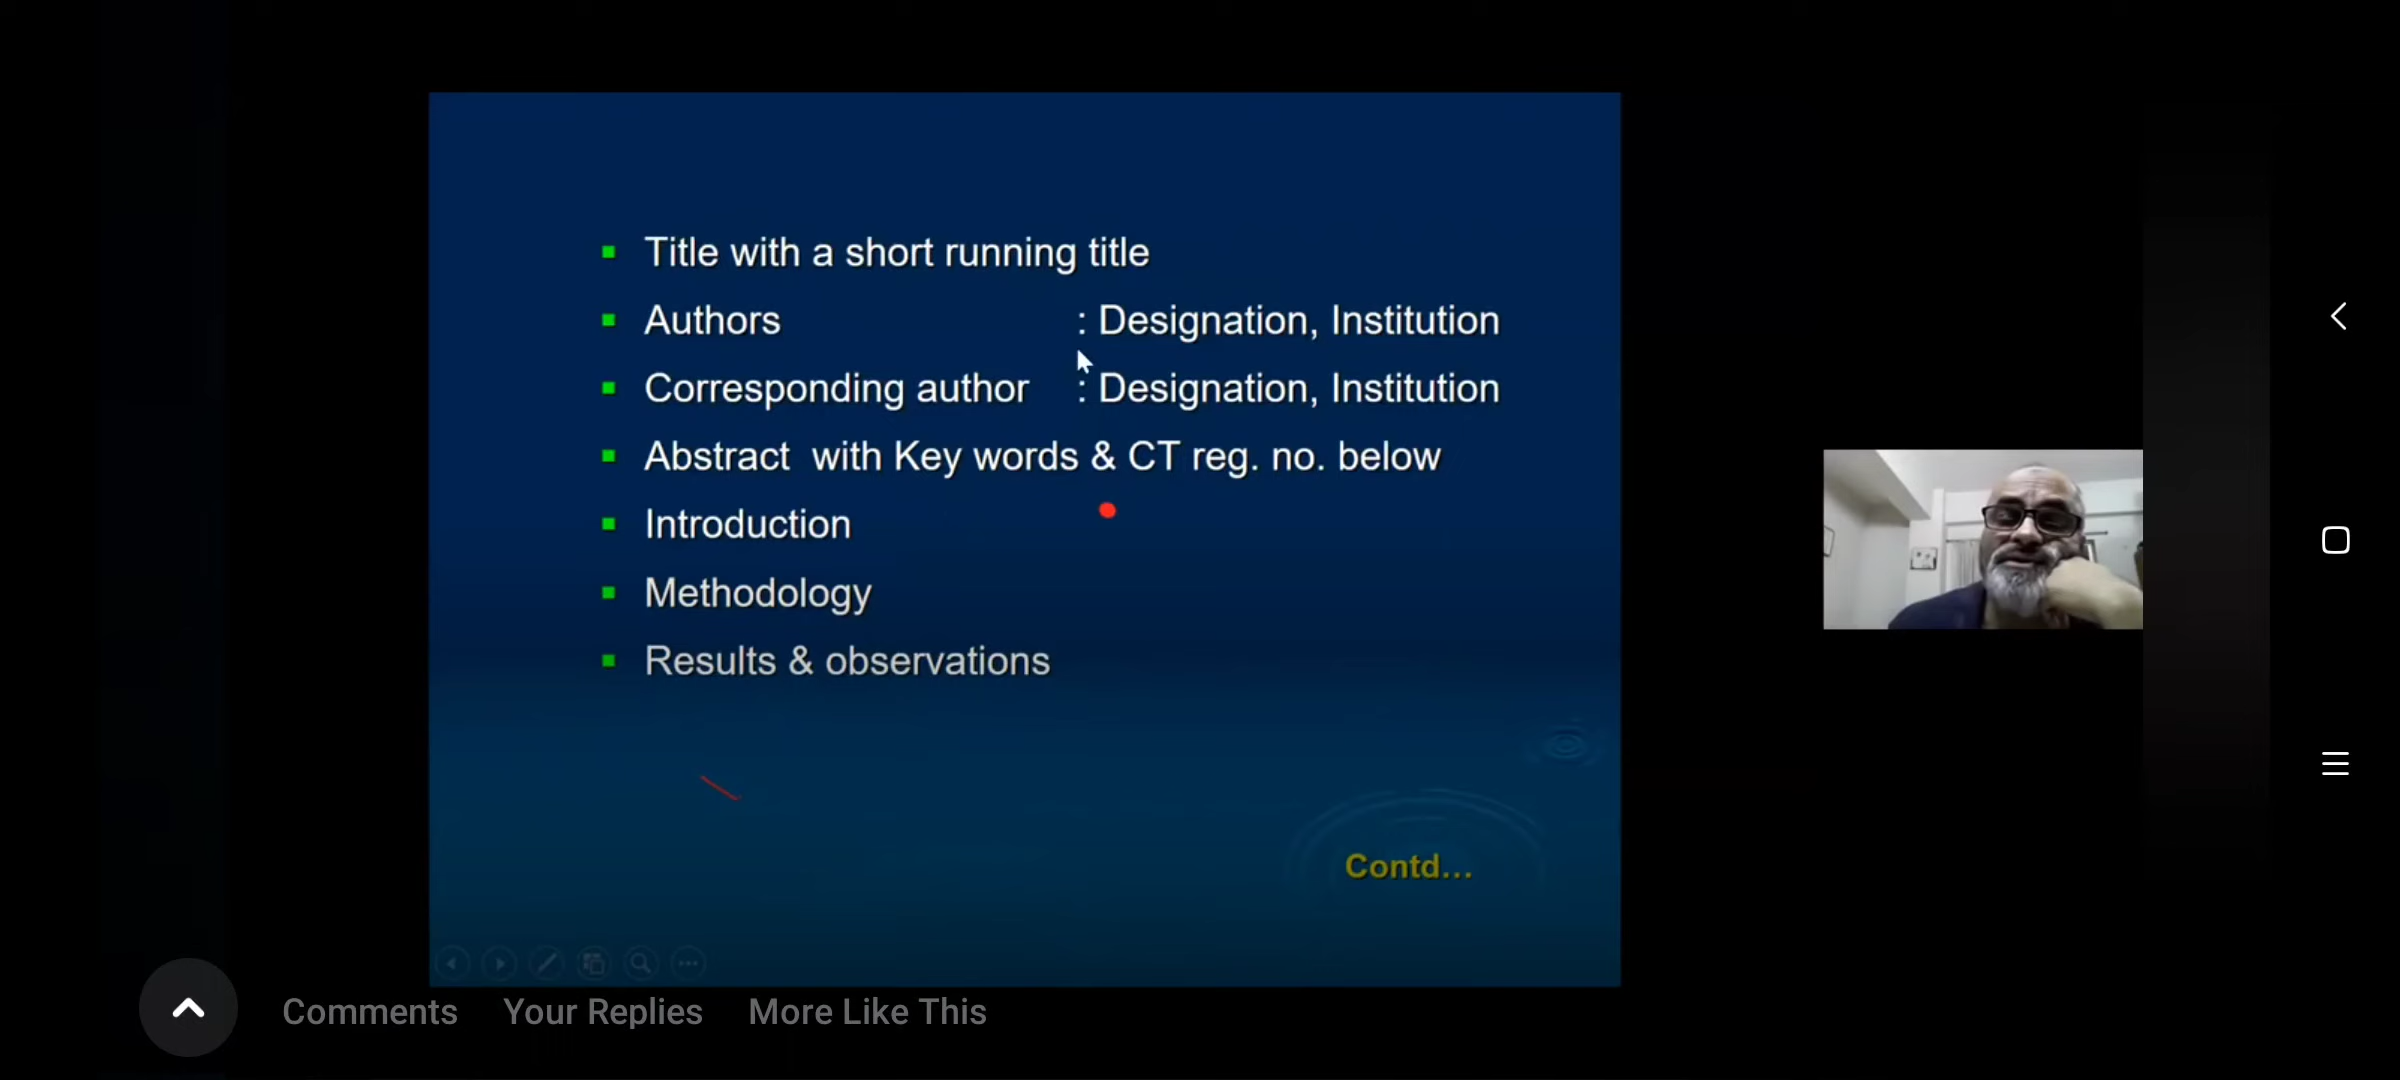 Title with a short running title
Authors : Designation, Institution
Corresponding author : Designation, Institution
Abstract with Key words & CT reg. no. below
Introduction
Methodology
Results & observations
Contd...
Comments Your Replies More Like This